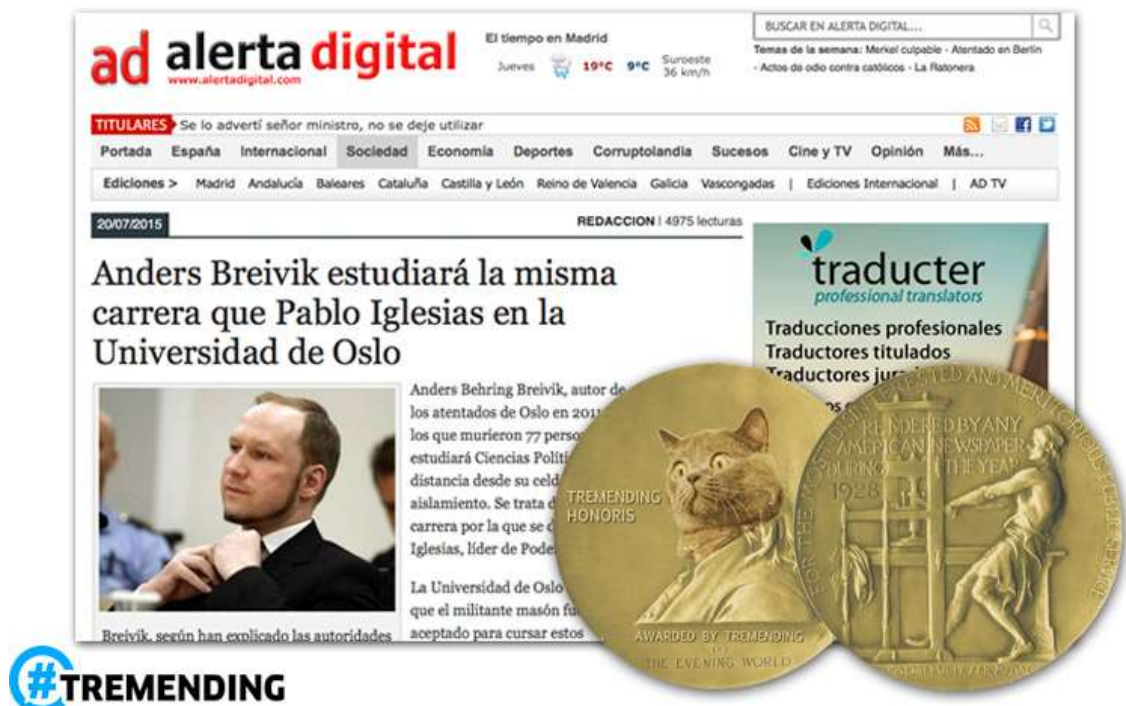 ad alerta digital
www.alertadigital.com
El tiempo en Madrid
Jueves 19°C 9°C Suroeste
36 km/h
BUSCAR EN ALERTA DIGITAL...
Temas de la semana: Merkel culpable - Atentado en Berlín
- Actos de odio contra católicos - La Ratonera
TITULARES Se lo advertí señor ministro, no se deje utilizar
Portada España Internacional Sociedad Economía Deportes Corruptolandia Sucesos Cine y TV Opinión Más...
Ediciones > Madrid Andalucía Baleares Cataluña Castilla y León Reino de Valencia Galicia Vascongadas | Ediciones Internacional | AD TV
20/07/2015
REDACCION | 4975 lecturas
Anders Breivik estudiará la misma
carrera que Pablo Iglesias en la
Universidad de Oslo
Anders Behring Breivik, autor de
los atentados de Oslo en 2011
los que murieron 77
estudiará Ciencias
distancia desde su
aislamiento. Se trata
carrera por la que se
Iglesias, líder de
La Universidad de Oslo
que el militante masón
aceptado para cursar estos
Breivik, según han explicado las autoridades
traducter
professional translators
Traducciones profesionales
Traductores titulados
Traductores
TREMENDING
HONORIS
AWARDED BY TREMENDING
THE EVENING WORLD
FOR THE MOST DISINTERESTED AND MERITORIOUS PUBLIC SERVICE
RENDERED BY ANY
AMERICAN NEWSPAPER
DURING THE YEAR
1928
#TREMENDING